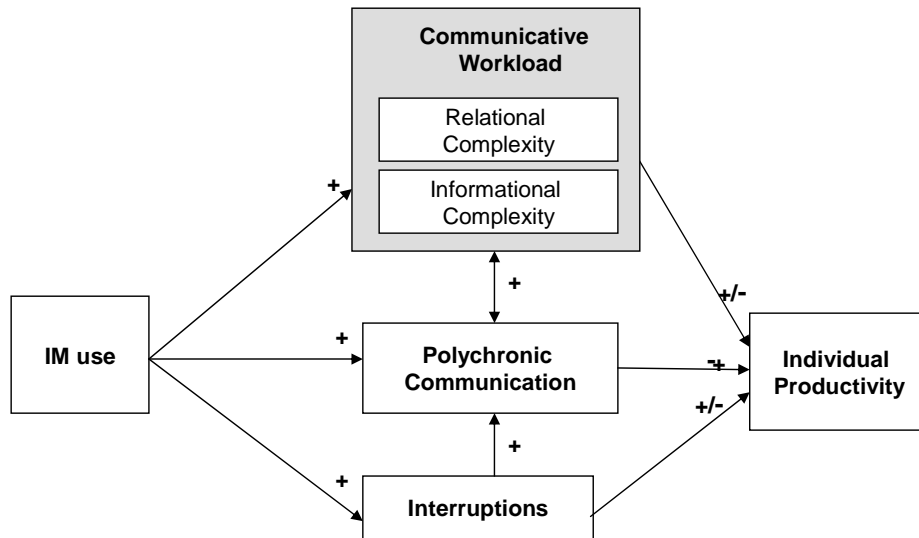 Communicative
Workload
Relational
Complexity
Informational
Complexity
+
+
+/-
IM use
+
Polychronic
Communication
-+
Individual
Productivity
+/-
+
+
Interruptions